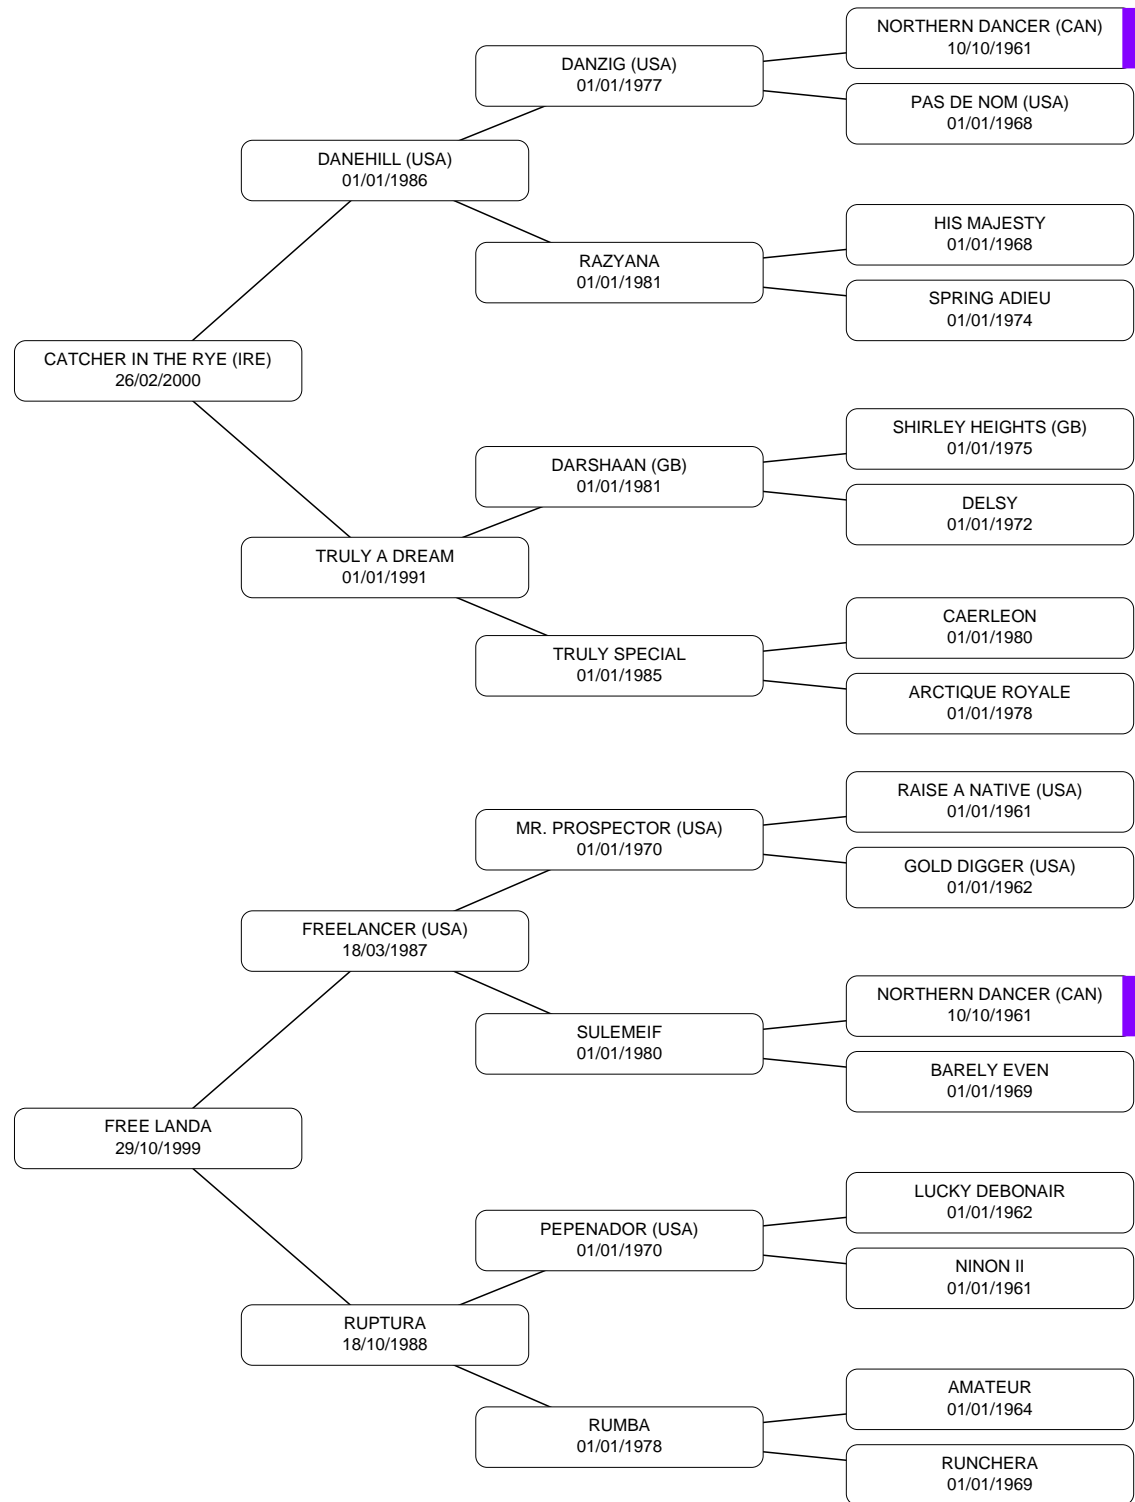 NORTHERN DANCER (CAN)
10/10/1961
DANZIG (USA)
01/01/1977
PAS DE NOM (USA)
01/01/1968
DANEHILL (USA)
01/01/1986
HIS MAJESTY
01/01/1968
RAZYANA
01/01/1981
SPRING ADIEU
01/01/1974
CATCHER IN THE RYE (IRE)
26/02/2000
SHIRLEY HEIGHTS (GB)
01/01/1975
DARSHAAN (GB)
01/01/1981
DELSY
01/01/1972
TRULY A DREAM
01/01/1991
CAERLEON
01/01/1980
TRULY SPECIAL
01/01/1985
ARCTIQUE ROYALE
01/01/1978
RAISE A NATIVE (USA)
01/01/1961
MR. PROSPECTOR (USA)
01/01/1970
GOLD DIGGER (USA)
01/01/1962
FREELANCER (USA)
18/03/1987
NORTHERN DANCER (CAN)
10/10/1961
SULEMEIF
01/01/1980
BARELY EVEN
01/01/1969
FREE LANDA
29/10/1999
LUCKY DEBONAIR
01/01/1962
PEPENADOR (USA)
01/01/1970
NINON II
01/01/1961
RUPTURA
18/10/1988
AMATEUR
01/01/1964
RUMBA
01/01/1978
RUNCHERA
01/01/1969